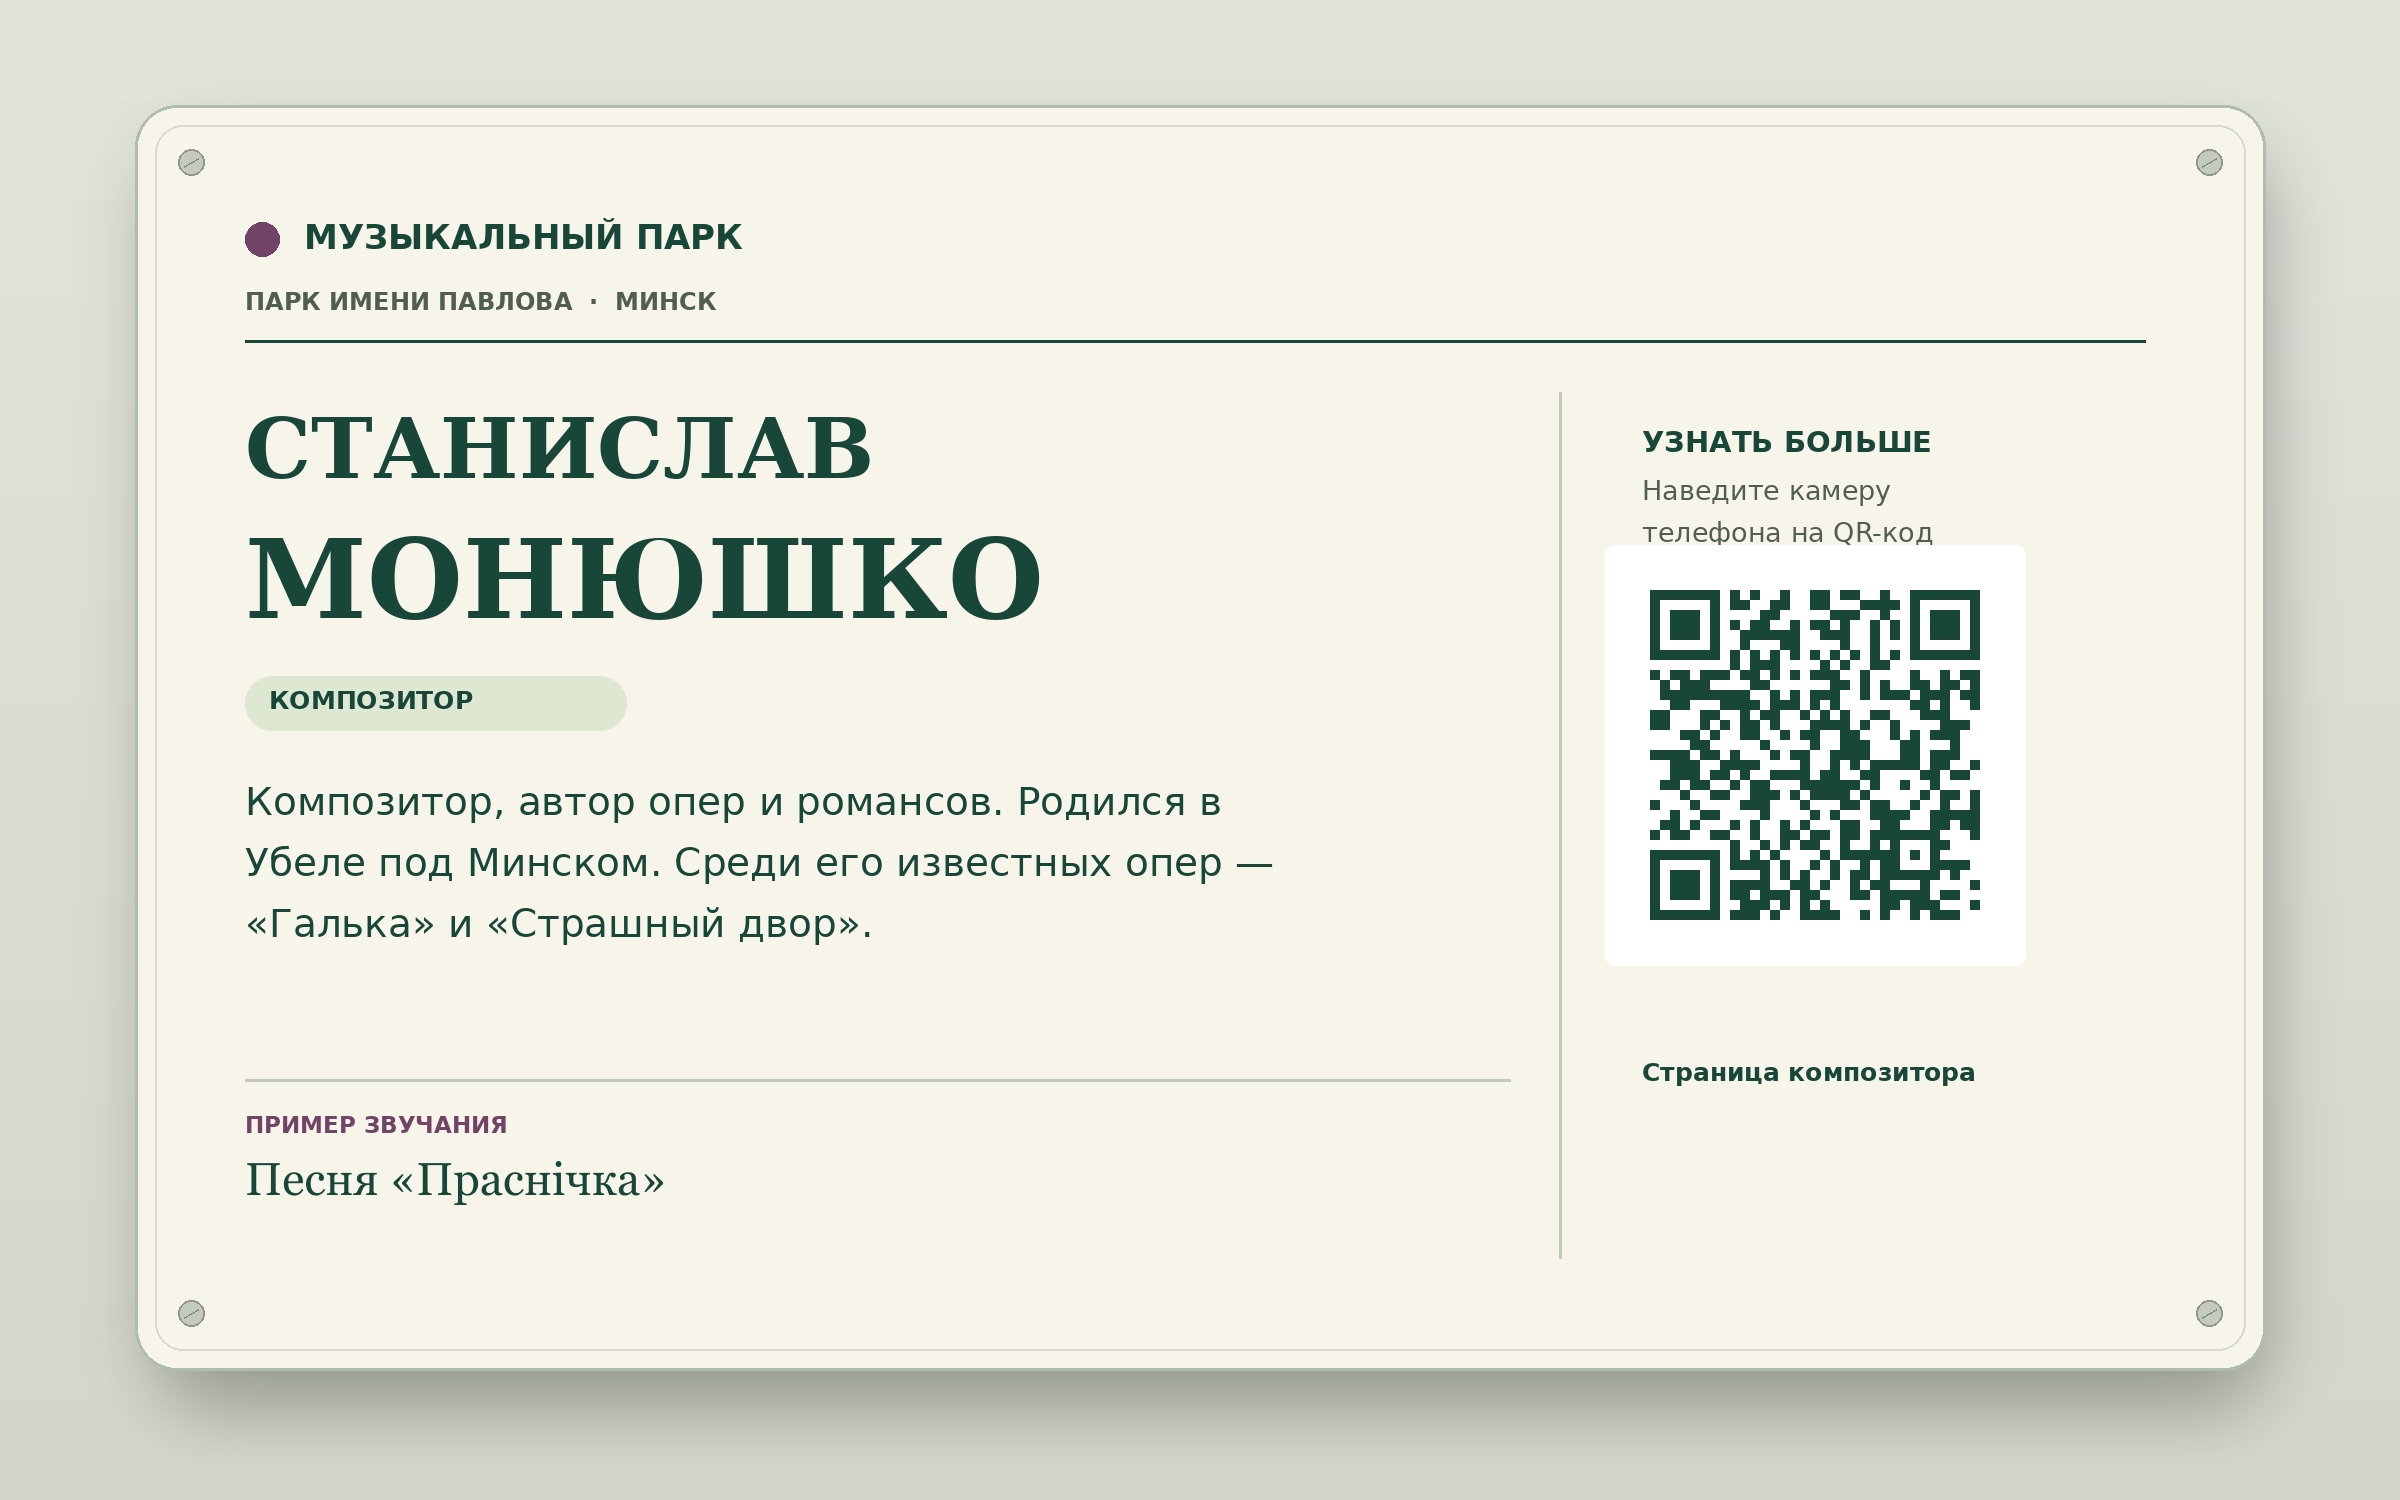 МУЗЫКАЛЬНЫЙ ПАРК
ПАРК ИМЕНИ ПАВЛОВА · МИНСК
СТАНИСЛАВ
МОНЮШКО
КОМПОЗИТОР
Композитор, автор опер и романсов. Родился в
Убеле под Минском. Среди его известных опер —
«Галька» и «Страшный двор».
ПРИМЕР ЗВУЧАНИЯ
Песня «Праснічка»
УЗНАТЬ БОЛЬШЕ
Наведите камеру
телефона на QR-код
Страница композитора